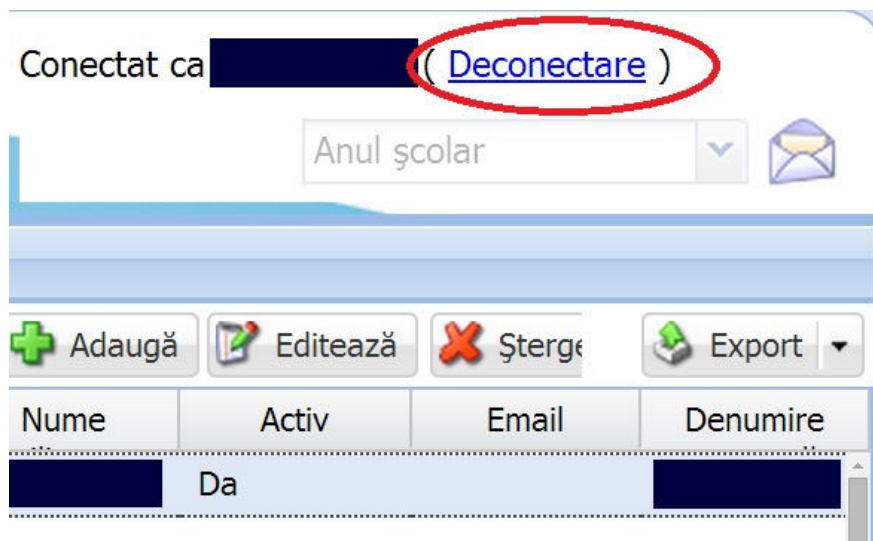 Conectat ca ( Deconectare )
Anul şcolar
Adaugă Editează Şterge Export
Nume Activ Email Denumire
Da